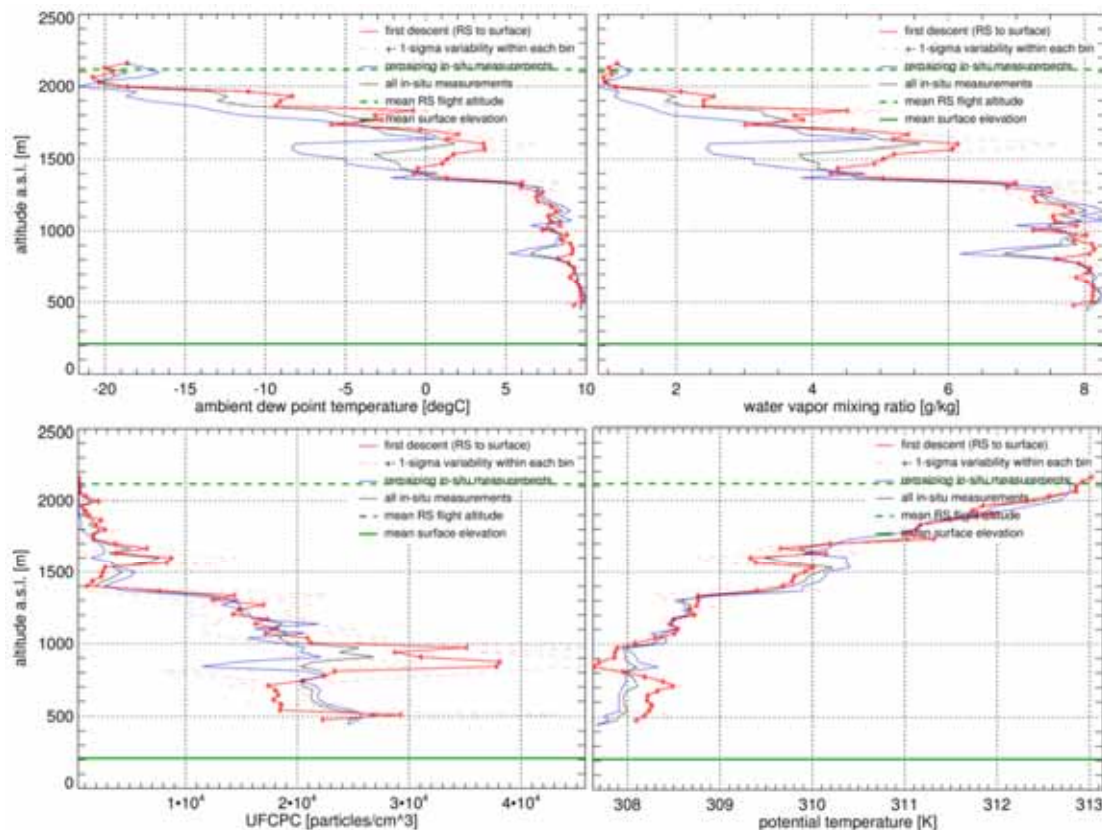 2500
2000
1500
1000
500
0
altitude a.s.l. [m]
first descent (RS to surface)
+- 1-sigma variability within each bin
all in-situ measurements
mean RS flight altitude
mean surface elevation
-20
-15
-10
-5
0
5
10
ambient dew point temperature [degC]
first descent (RS to surface)
+- 1-sigma variability within each bin
all in-situ measurements
mean RS flight altitude
mean surface elevation
2
4
6
8
water vapor mixing ratio [g/kg]
2500
2000
1500
1000
500
0
altitude a.s.l. [m]
first descent (RS to surface)
+- 1-sigma variability within each bin
in-situ measurements
all in-situ measurements
mean RS flight altitude
mean surface elevation
1•10⁴
2•10⁴
3•10⁴
4•10⁴
UFCPC [particles/cm^3]
first descent (RS to surface)
+- 1-sigma variability within each bin
in-situ measurements
all in-situ measurements
mean RS flight altitude
mean surface elevation
308
309
310
311
312
313
potential temperature [K]